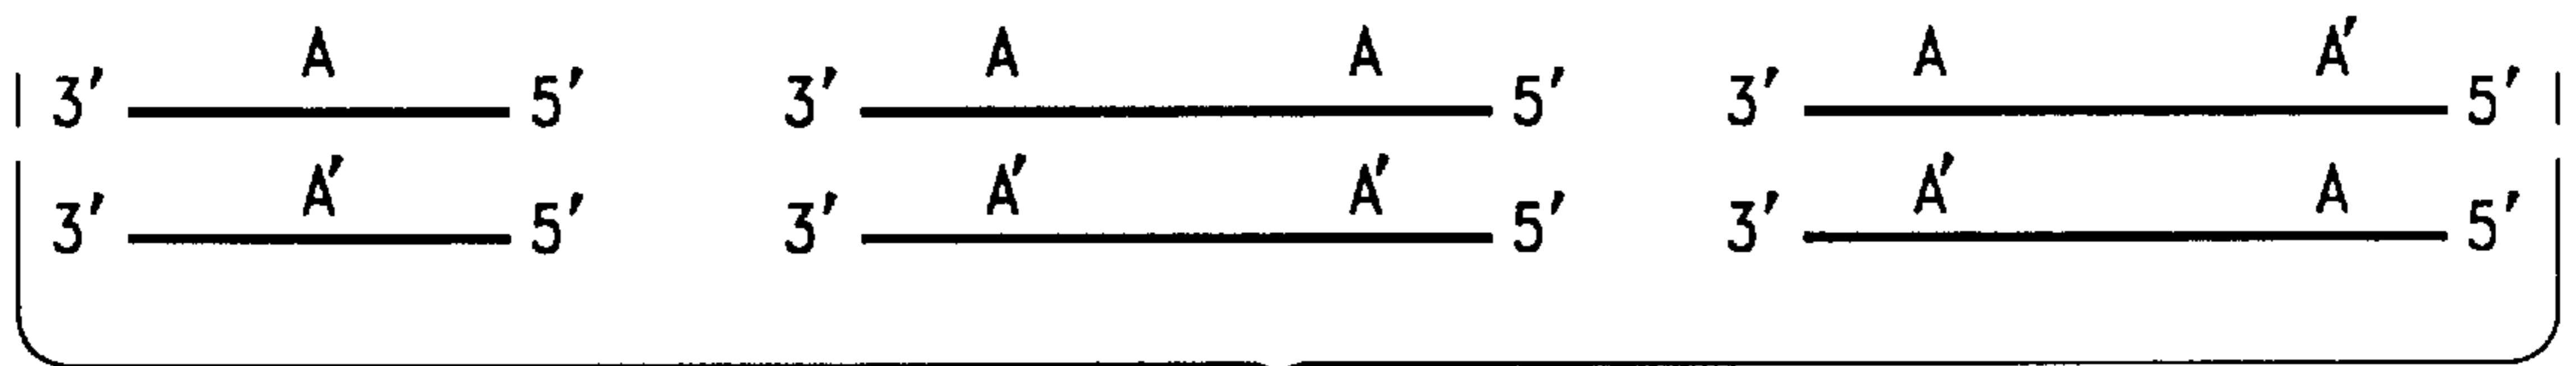 A A A A A′
3′ 5′ 3′ 5′ 3′ 5′
A′ A′ A′ A′ A
3′ 5′ 3′ 5′ 3′ 5′